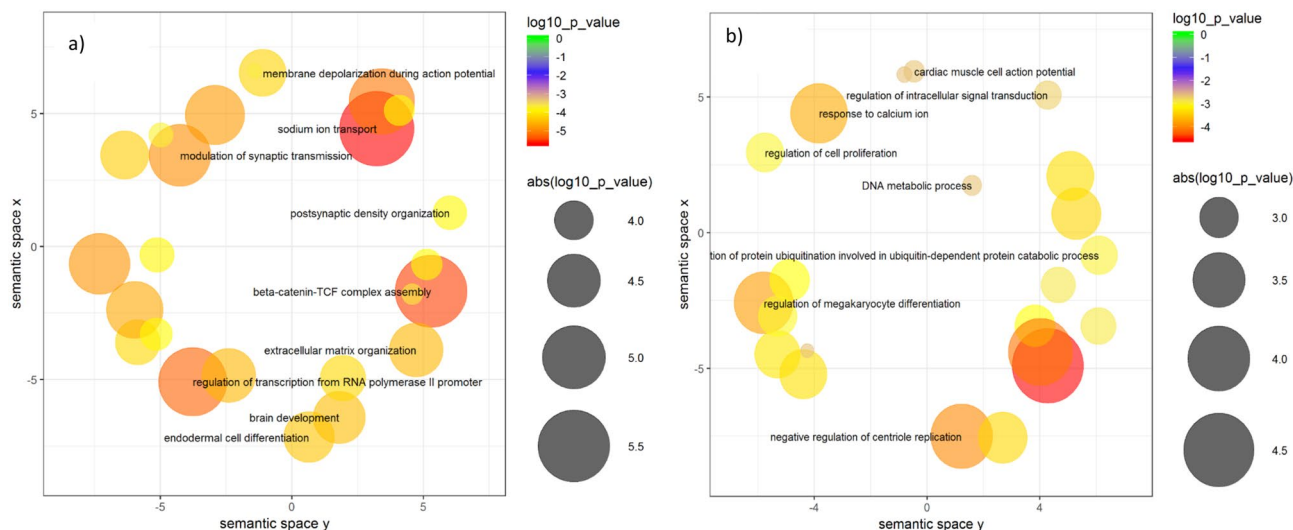 a)
membrane depolarization during action potential
sodium ion transport
modulation of synaptic transmission
postsynaptic density organization
beta-catenin-TCF complex assembly
extracellular matrix organization
regulation of transcription from RNA polymerase II promoter
brain development
endodermal cell differentiation
5
0
-5
-5
0
5
semantic space x
semantic space y
log10_p_value
0
-1
-2
-3
-4
-5
abs(log10_p_value)
4.0
4.5
5.0
5.5
b)
cardiac muscle cell action potential
regulation of intracellular signal transduction
response to calcium ion
regulation of cell proliferation
DNA metabolic process
tion of protein ubiquitination involved in ubiquitin-dependent protein catabolic process
regulation of megakaryocyte differentiation
negative regulation of centriole replication
5
0
-5
-4
0
4
semantic space x
semantic space y
log10_p_value
0
-1
-2
-3
-4
abs(log10_p_value)
3.0
3.5
4.0
4.5